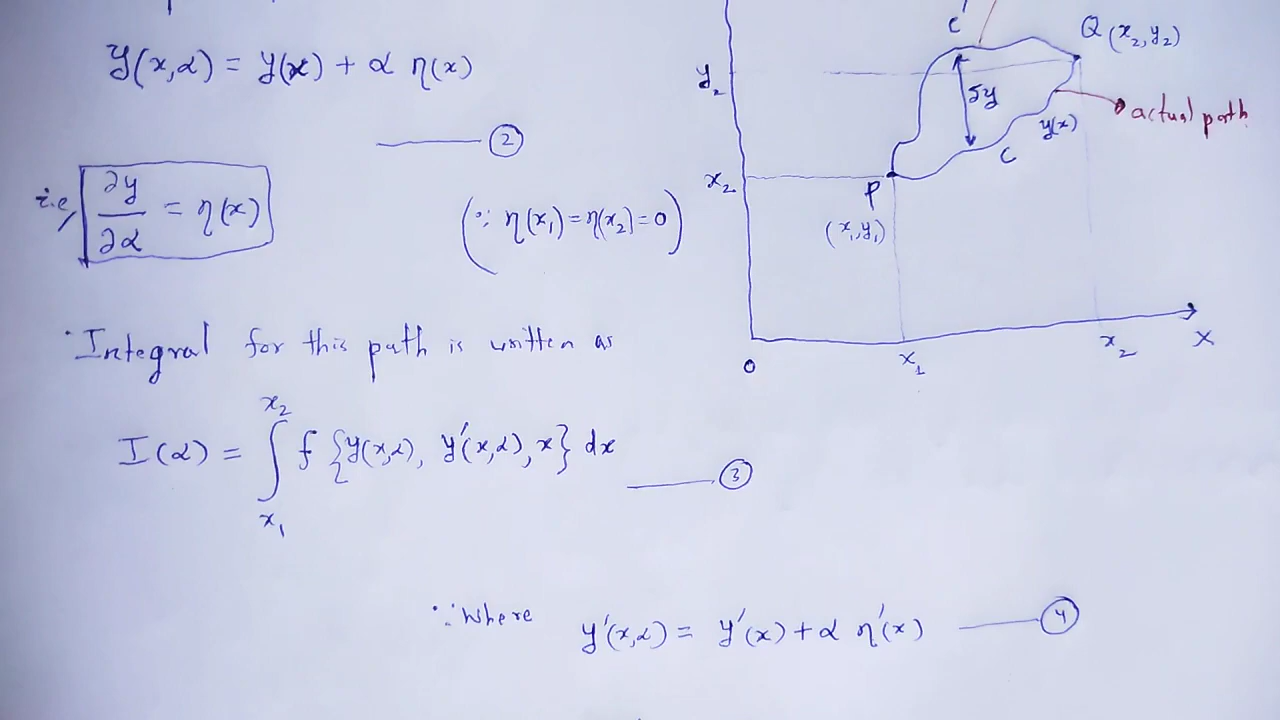 y(x,α) = y(x) + α η(x)
②
i.e, ∂y/∂α = η(x)
(∵ η(x₁) = η(x₂) = 0)
Integral for this path is written as
I(α) = ∫ₓ₁ˣ² f {y(x,α), y′(x,α), x} dx
③
∵ Where y′(x,α) = y′(x) + α η′(x)
④
c′
Q (x₂, y₂)
y₂
δy
actual path
y(x)
c
x₂
P
(x₁, y₁)
O
x₁
x₂
X